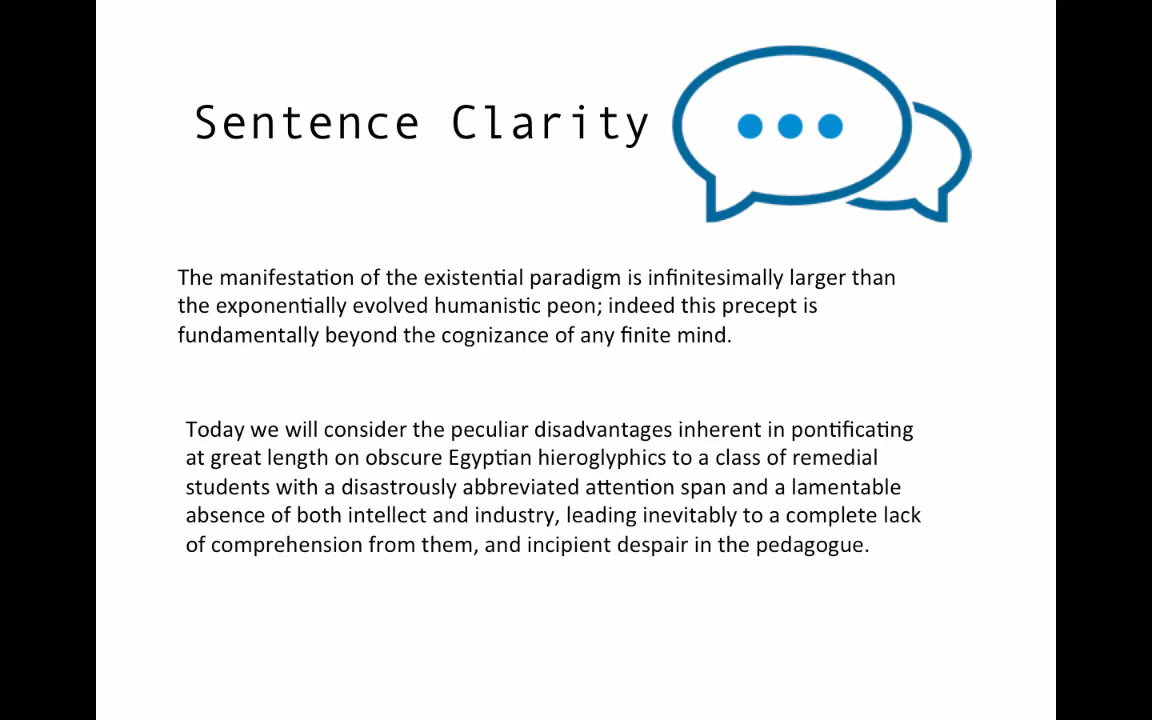 Sentence Clarity
The manifestation of the existential paradigm is infinitesimally larger than
the exponentially evolved humanistic peon; indeed this precept is
fundamentally beyond the cognizance of any finite mind.
Today we will consider the peculiar disadvantages inherent in pontificating
at great length on obscure Egyptian hieroglyphics to a class of remedial
students with a disastrously abbreviated attention span and a lamentable
absence of both intellect and industry, leading inevitably to a complete lack
of comprehension from them, and incipient despair in the pedagogue.